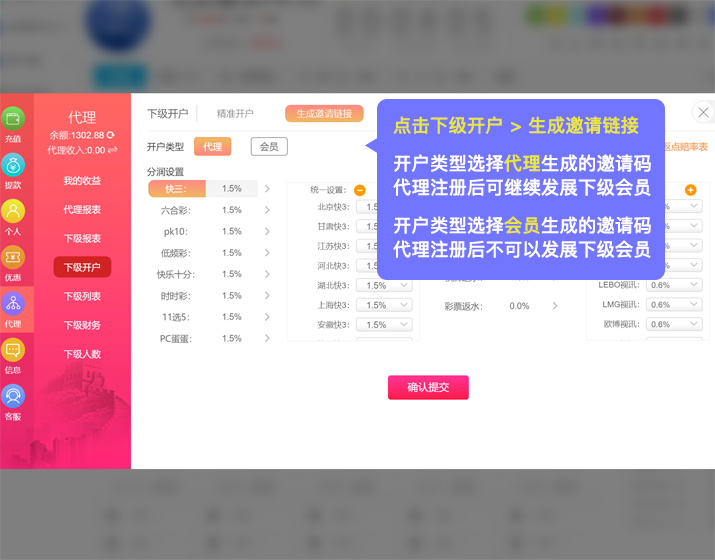 充值
提款
个人
优惠
代理
信息
客服
代理
余额:1302.88
代理收入:0.00
我的收益
代理报表
下级报表
下级开户
下级列表
下级财务
下级人数
下级开户 精准开户 生成邀请链接
开户类型 代理 会员
返点赔率表
分润设置
快三: 1.5%
六合彩: 1.5%
pk10: 1.5%
低频彩: 1.5%
快乐十分: 1.5%
时时彩: 1.5%
11选5: 1.5%
PC蛋蛋: 1.5%
统一设置:
北京快3:
甘肃快3:
江苏快3:
河北快3:
湖北快3: 1.5%
上海快3: 1.5%
安徽快3: 1.5%
彩票返水: 0.0%
LEBO视讯: 0.6%
LMG视讯: 0.6%
欧博视讯: 0.6%
点击下级开户 > 生成邀请链接
开户类型选择代理生成的邀请码
代理注册后可继续发展下级会员
开户类型选择会员生成的邀请码
代理注册后不可以发展下级会员
确认提交